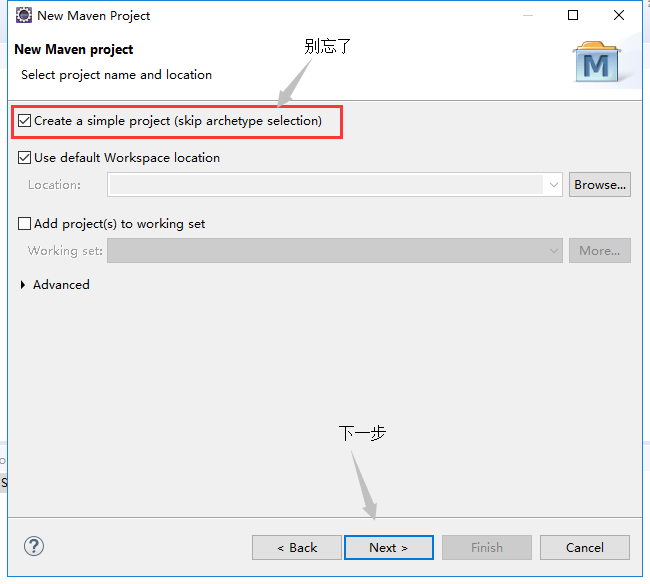 New Maven Project
New Maven project
别忘了
Select project name and location
M
Create a simple project (skip archetype selection)
Use default Workspace location
Location:
Browse...
Add project(s) to working set
Working set:
More...
Advanced
下一步
?
< Back
Next >
Finish
Cancel